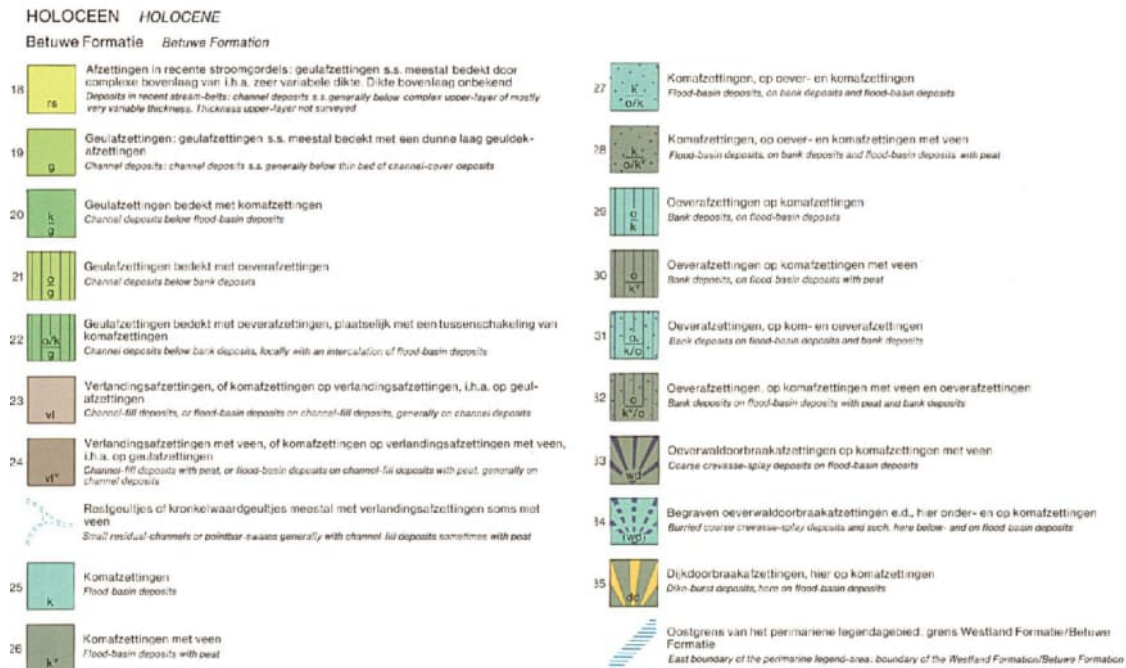 HOLOCEEN HOLOCENE
Betuwe Formatie Betuwe Formation
18
rs
Afzettingen in recente stroomgordels: geulafzettingen s.s. meestal bedekt door
complexe bovenlaag van i.h.a. zeer variabele dikte. Dikte bovenlaag onbekend
Deposits in recent stream-belts: channel deposits s.s. generally below complex upper-layer of mostly
very variable thickness. Thickness upper-layer not surveyed
19
g
Geulafzettingen: geulafzettingen s.s. meestal bedekt met een dunne laag geuldek-
afzettingen
Channel deposits: channel deposits s.s. generally below thin bed of channel-cover deposits
20
k
g
Geulafzettingen bedekt met komafzettingen
Channel deposits below flood-basin deposits
21
o
g
Geulafzettingen bedekt met oeverafzettingen
Channel deposits below bank deposits
22
o/k
g
Geulafzettingen bedekt met oeverafzettingen, plaatselijk met een tussenschakeling van
komafzettingen
Channel deposits below bank deposits, locally with an intercalation of flood-basin deposits
23
vl
Verlandingsafzettingen, of komafzettingen op verlandingsafzettingen, i.h.a. op geul-
afzettingen
Channel-fill deposits, or flood-basin deposits on channel-fill deposits, generally on channel deposits
24
vlᵛ
Verlandingsafzettingen met veen, of komafzettingen op verlandingsafzettingen met veen,
i.h.a. op geulafzettingen
Channel-fill deposits with peat, or flood-basin deposits on channel-fill deposits with peat, generally on
channel deposits
Restgeultjes of kronkelwaardgeultjes meestal met verlandingsafzettingen soms met
veen
Small residual-channels or pointbar-swales generally with channel-fill deposits sometimes with peat
25
k
Komafzettingen
Flood-basin deposits
26
kᵛ
Komafzettingen met veen
Flood-basin deposits with peat
27
k
o/k
Komafzettingen, op oever- en komafzettingen
Flood-basin deposits, on bank deposits and flood-basin deposits
28
k
o/kᵛ
Komafzettingen, op oever- en komafzettingen met veen
Flood-basin deposits, on bank deposits and flood-basin deposits with peat
29
o
k
Oeverafzettingen op komafzettingen
Bank deposits, on flood-basin deposits
30
o
kᵛ
Oeverafzettingen op komafzettingen met veen
Bank deposits, on flood-basin deposits with peat
31
o
k/o
Oeverafzettingen, op kom- en oeverafzettingen
Bank deposits on flood-basin deposits and bank deposits
32
o
kᵛ/o
Oeverafzettingen, op komafzettingen met veen en oeverafzettingen
Bank deposits on flood-basin deposits with peat and bank deposits
33
wd
Oeverwaldoorbraakafzettingen op komafzettingen met veen
Coarse crevasse-splay deposits on flood-basin deposits
34
(wd)
Begraven oeverwaldoorbraakafzettingen e.d., hier onder- en op komafzettingen
Burried coarse crevasse-splay deposits and such, here below- and on flood-basin deposits
35
dd
Dijkdoorbraakafzettingen, hier op komafzettingen
Dike-burst deposits, here on flood-basin deposits
Oostgrens van het perimariene legendagebied: grens Westland Formatie/Betuwe
Formatie
East boundary of the perimarine legend-area: boundary of the Westland Formation/Betuwe Formation